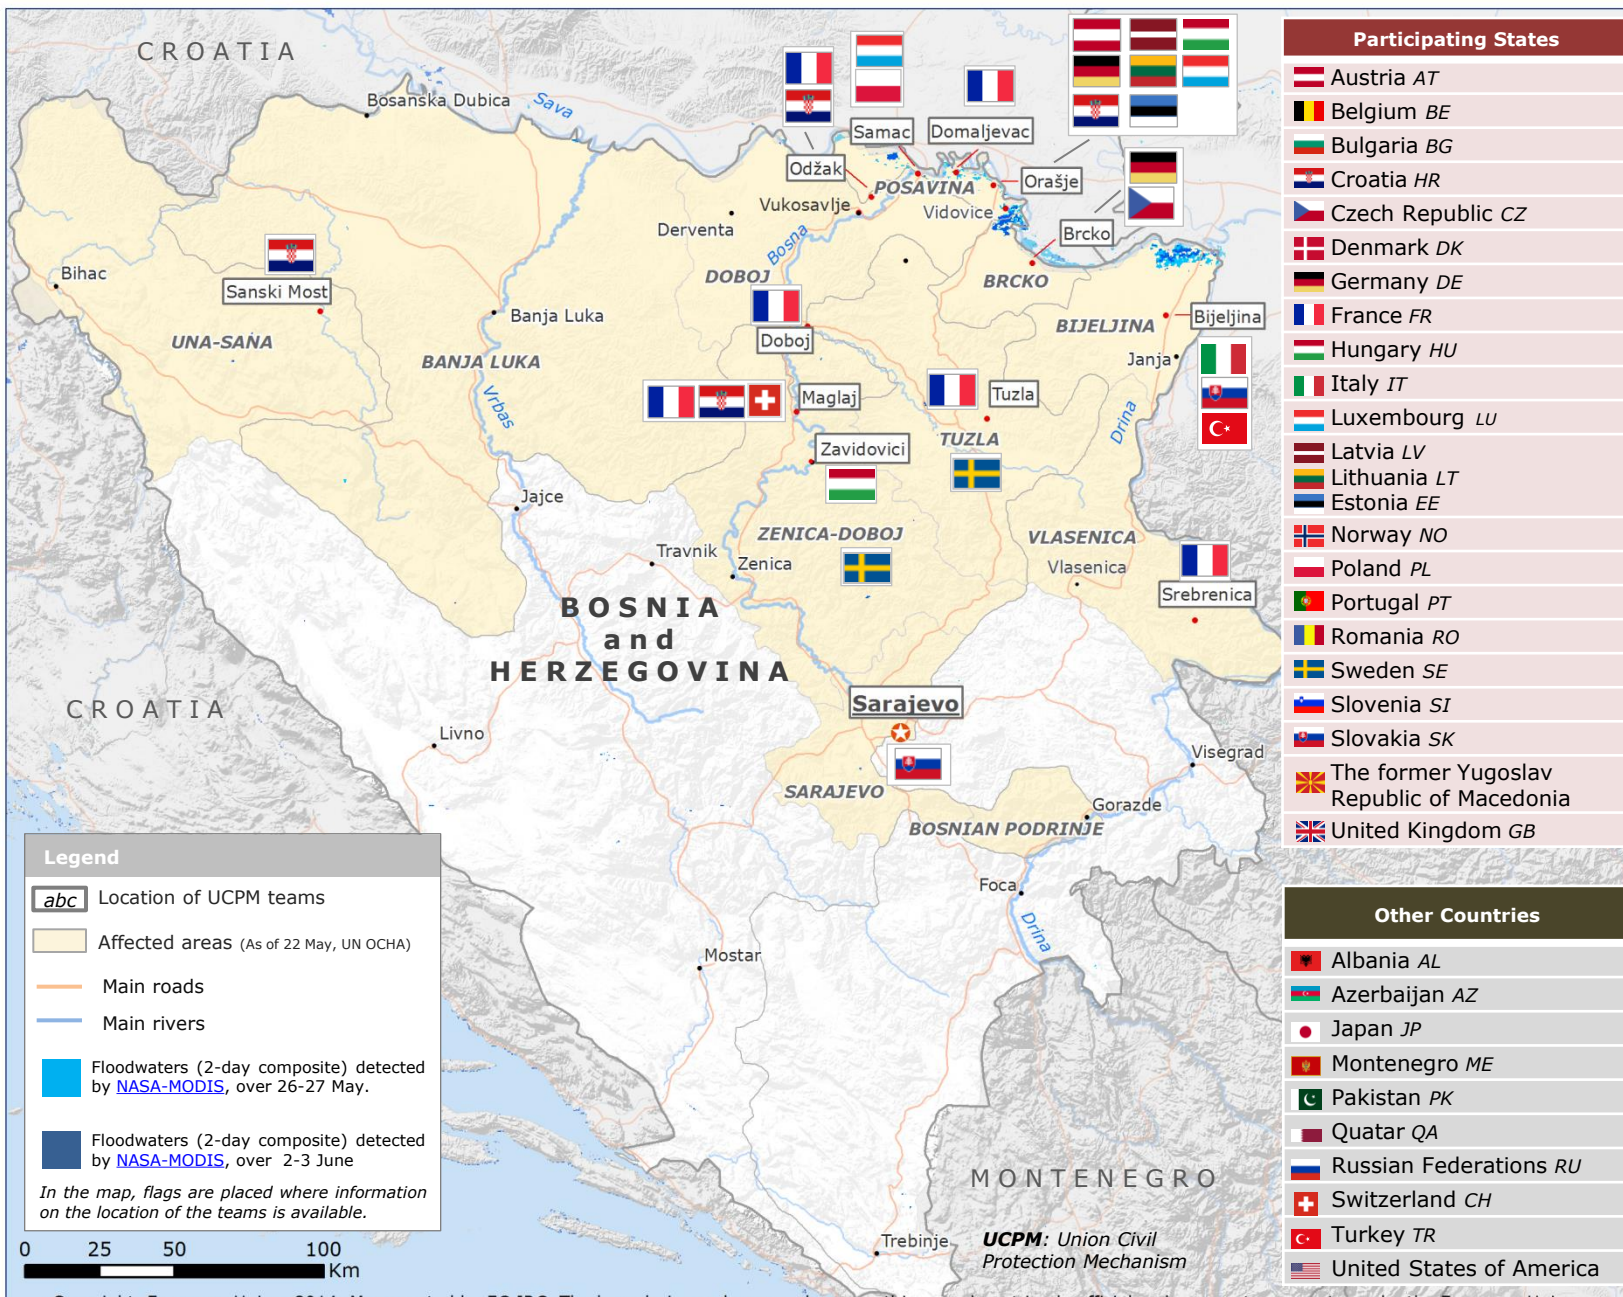 CROATIA
Bosanska Dubica
Sava
Samac
Domaljevac
Odžak
POSAVINA
Orašje
Vukosavlje
Vidovice
Derventa
Bosna
Brcko
Bihac
Sanski Most
DOBOJ
BRCKO
Banja Luka
Bijeljina
UNA-SANA
BIJELJINA
Doboj
BANJA LUKA
Janja
Vrbas
Maglaj
Tuzla
Drina
TUZLA
Zavidovici
Jajce
ZENICA-DOBOJ
VLASENICA
Travnik
Zenica
Vlasenica
Srebrenica
BOSNIA
and
HERZEGOVINA
CROATIA
Sarajevo
Livno
Visegrad
SARAJEVO
Gorazde
BOSNIAN PODRINJE
Foca
Drina
Mostar
MONTENEGRO
Trebinje
UCPM: Union Civil
Protection Mechanism
Legend
abc Location of UCPM teams
Affected areas (As of 22 May, UN OCHA)
Main roads
Main rivers
Floodwaters (2-day composite) detected
by NASA-MODIS, over 26-27 May.
Floodwaters (2-day composite) detected
by NASA-MODIS, over 2-3 June
In the map, flags are placed where information
on the location of the teams is available.
0 25 50 100
Km
Participating States
Austria AT
Belgium BE
Bulgaria BG
Croatia HR
Czech Republic CZ
Denmark DK
Germany DE
France FR
Hungary HU
Italy IT
Luxembourg LU
Latvia LV
Lithuania LT
Estonia EE
Norway NO
Poland PL
Portugal PT
Romania RO
Sweden SE
Slovenia SI
Slovakia SK
The former Yugoslav
Republic of Macedonia
United Kingdom GB
Other Countries
Albania AL
Azerbaijan AZ
Japan JP
Montenegro ME
Pakistan PK
Quatar QA
Russian Federations RU
Switzerland CH
Turkey TR
United States of America